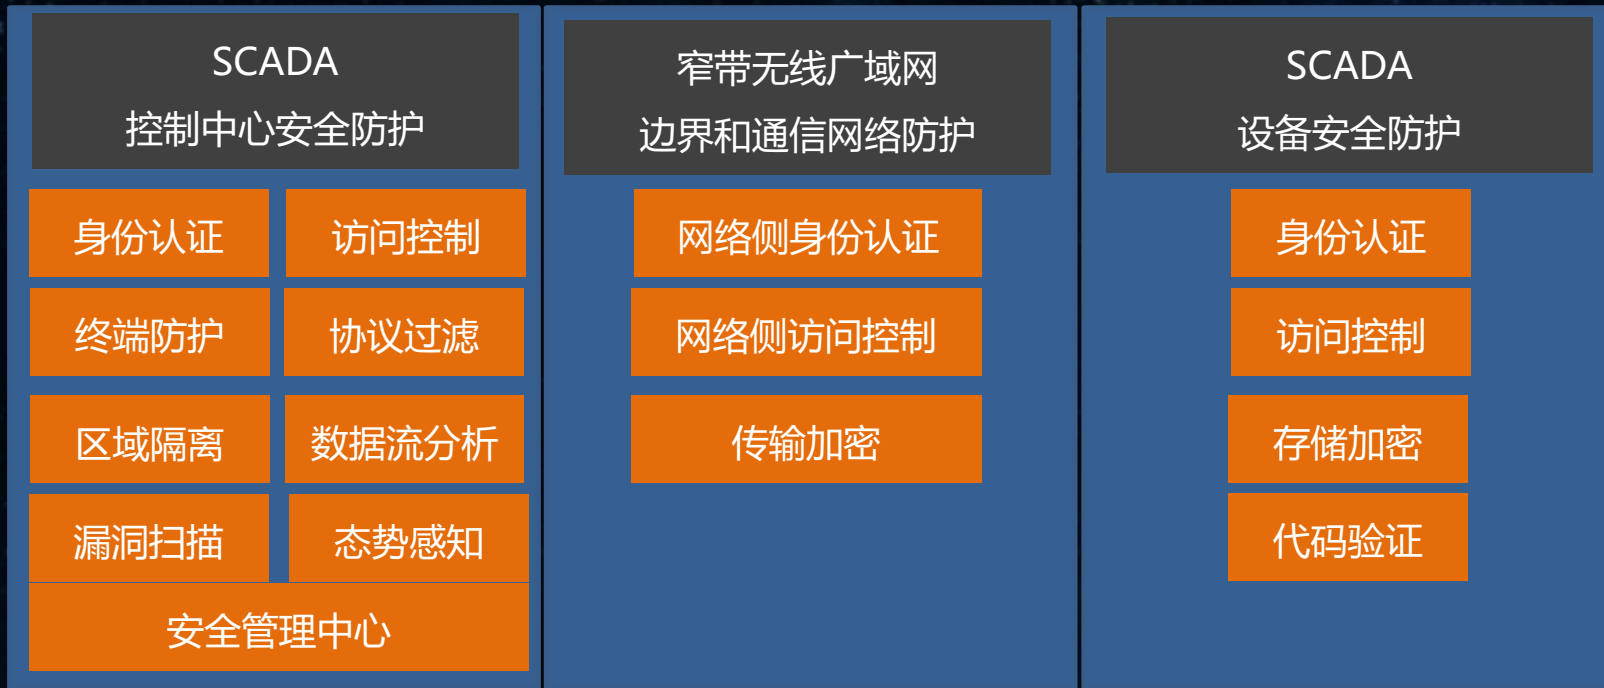 SCADA
控制中心安全防护
身份认证
访问控制
终端防护
协议过滤
区域隔离
数据流分析
漏洞扫描
态势感知
安全管理中心
窄带无线广域网
边界和通信网络防护
网络侧身份认证
网络侧访问控制
传输加密
SCADA
设备安全防护
身份认证
访问控制
存储加密
代码验证